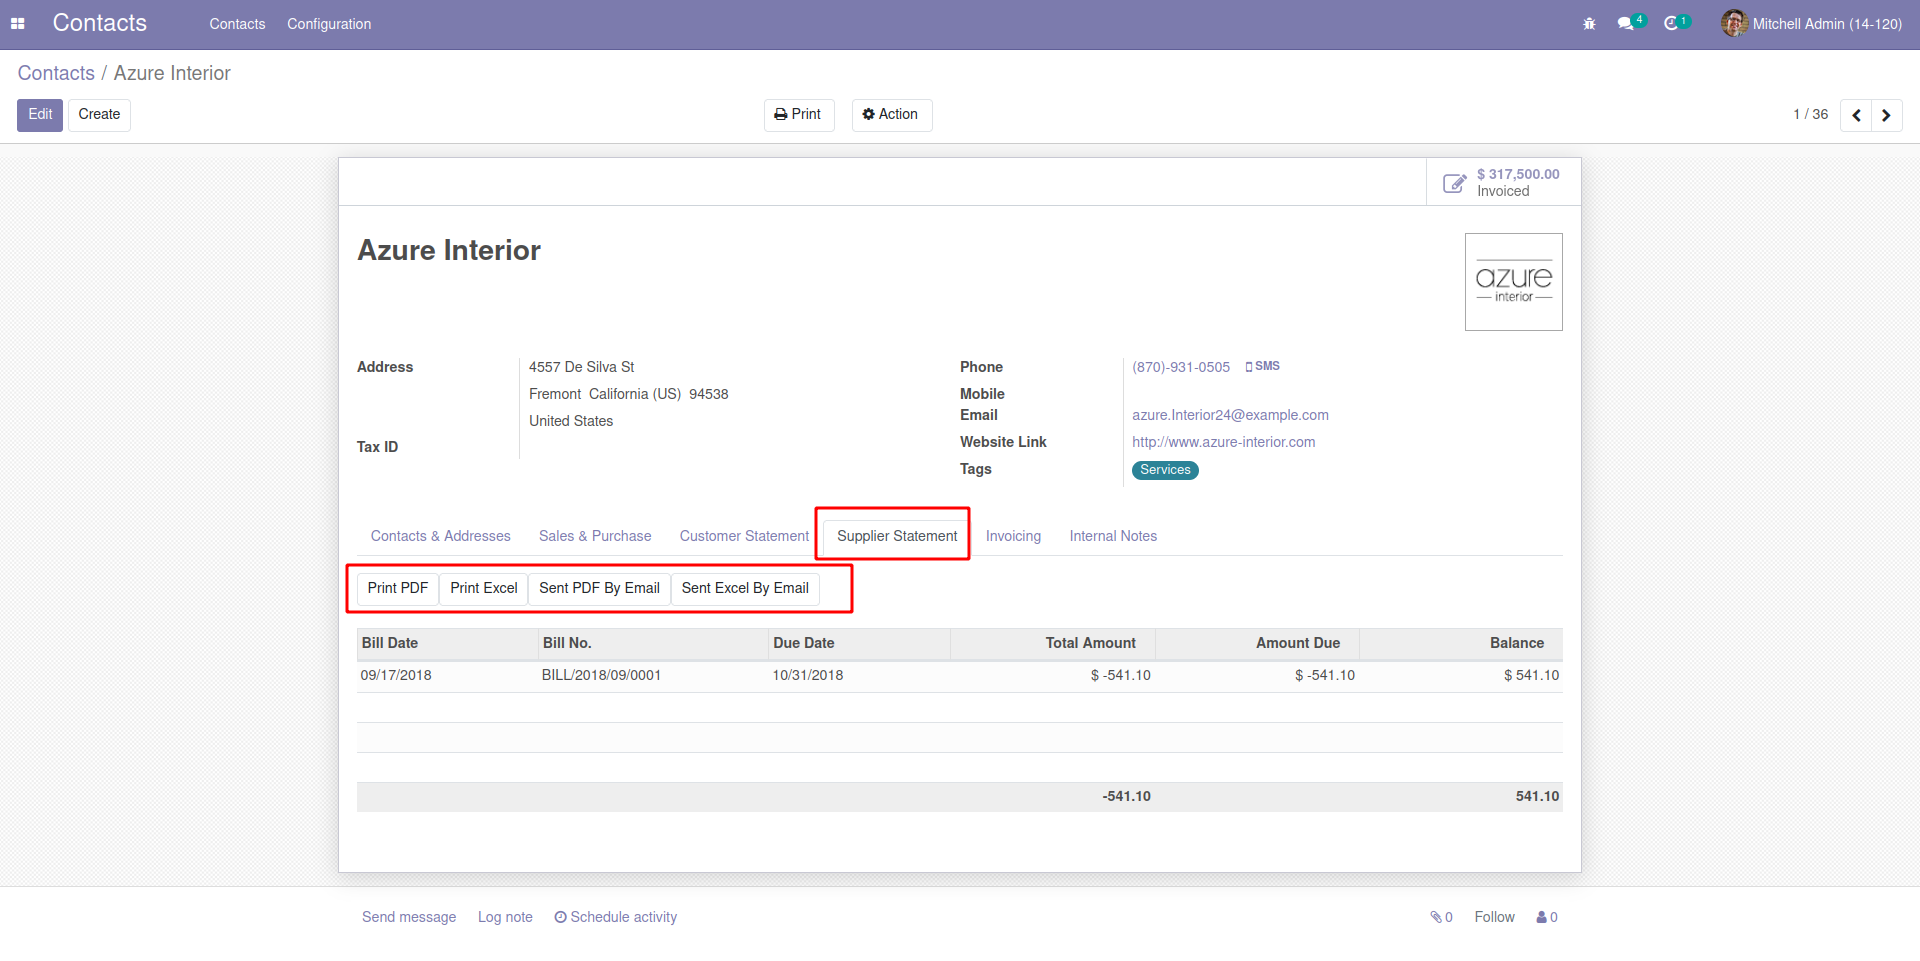 Contacts Contacts Configuration 4 1 Mitchell Admin (14-120)
Contacts / Azure Interior
Edit Create Print Action 1 / 36
$ 317,500.00
Invoiced
Azure Interior
azure
interior
Address 4557 De Silva St Phone (870)-931-0505 SMS
Fremont California (US) 94538 Mobile
United States Email azure.Interior24@example.com
Tax ID Website Link http://www.azure-interior.com
Tags Services
Contacts & Addresses Sales & Purchase Customer Statement Supplier Statement Invoicing Internal Notes
Print PDF Print Excel Sent PDF By Email Sent Excel By Email
Bill Date Bill No. Due Date Total Amount Amount Due Balance
09/17/2018 BILL/2018/09/0001 10/31/2018 $ -541.10 $ -541.10 $ 541.10
-541.10 541.10
Send message Log note Schedule activity 0 Follow 0